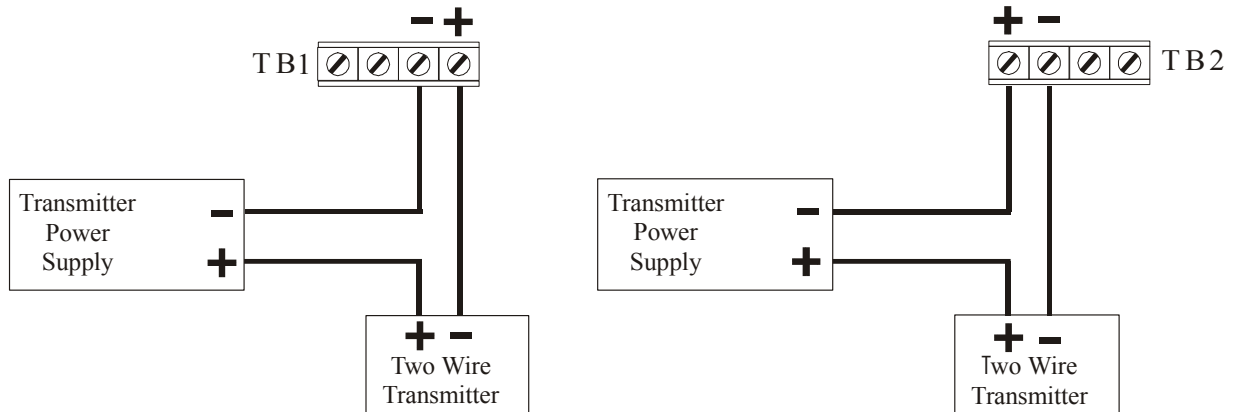 - +
TB1
Transmitter
Power
Supply
-
+
+ -
Two Wire
Transmitter
+ -
TB2
Transmitter
Power
Supply
-
+
+ -
Two Wire
Transmitter